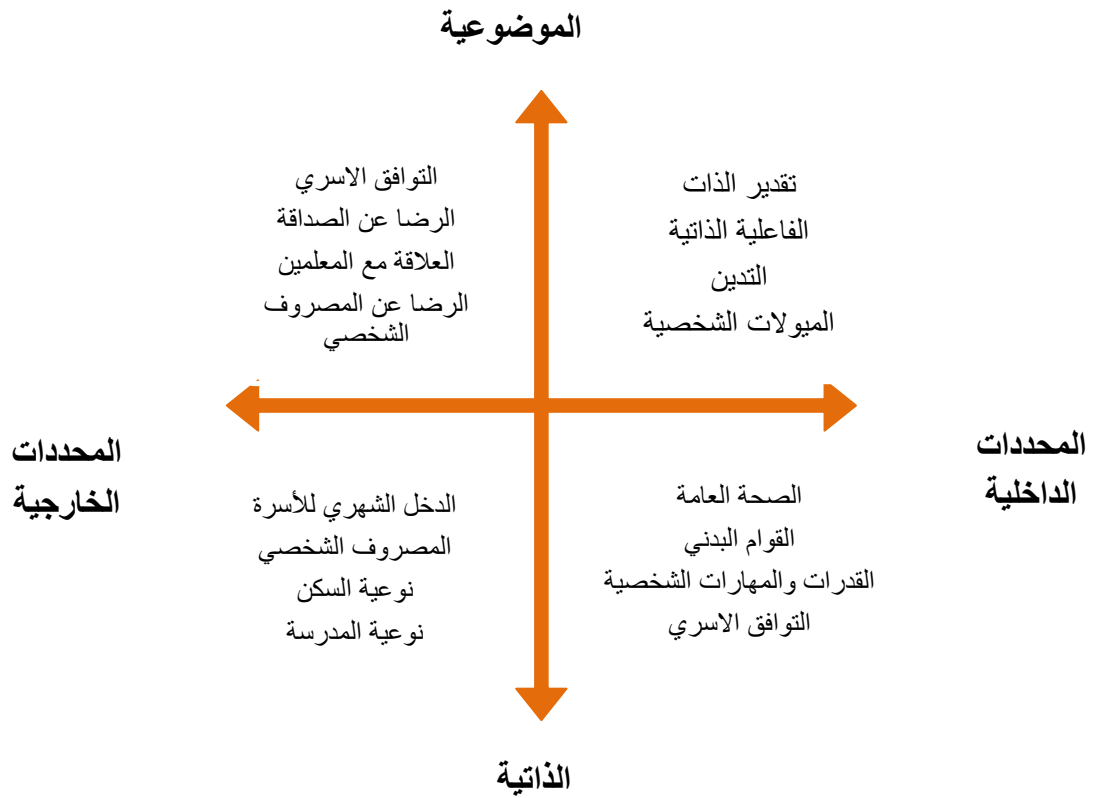 الموضوعية
تقدير الذات
الفاعلية الذاتية
التدين
الميولات الشخصية
التوافق الاسري
الرضا عن الصداقة
العلاقة مع المعلمين
الرضا عن المصروف
الشخصي
المحددات
الداخلية
المحددات
الخارجية
الصحة العامة
القوام البدني
القدرات والمهارات الشخصية
التوافق الاسري
الدخل الشهري للأسرة
المصروف الشخصي
نوعية السكن
نوعية المدرسة
الذاتية